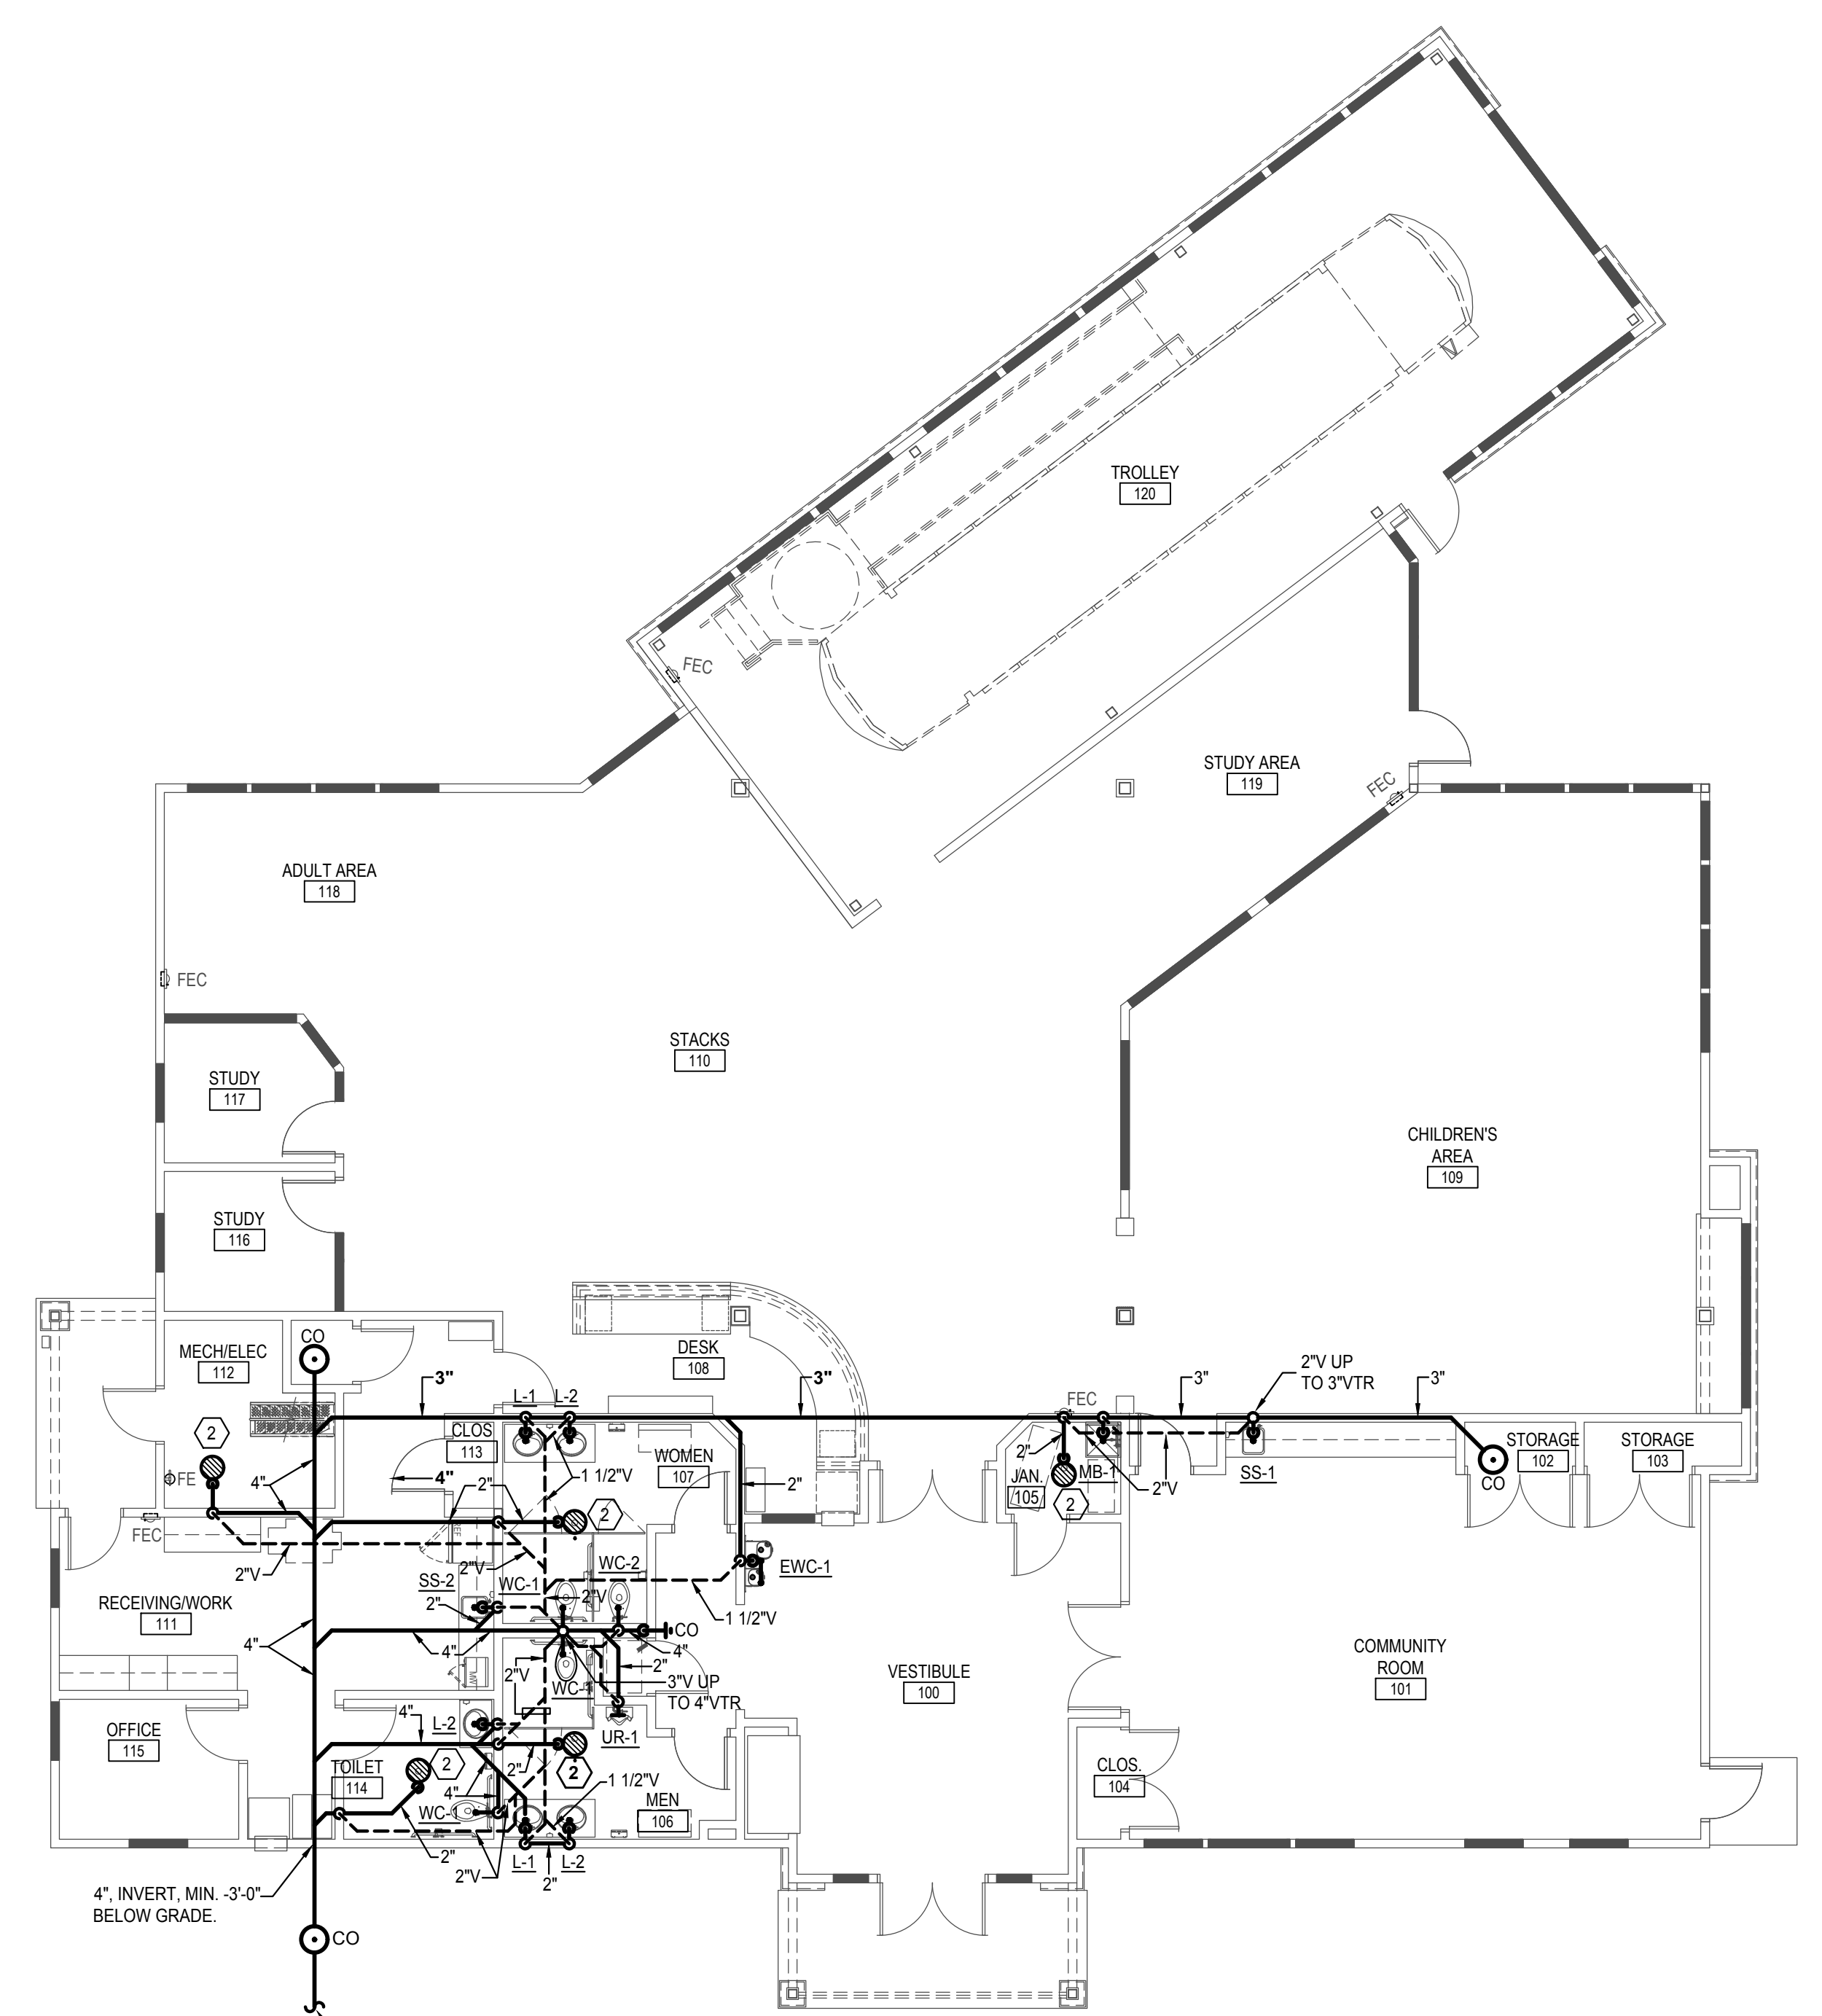 TROLLEY
120
FEC
STUDY AREA
119
FEC
ADULT AREA
118
FEC
STACKS
110
STUDY
117
CHILDREN'S
AREA
109
STUDY
116
CO
MECH/ELEC
112
DESK
108
2"V UP
TO 3"VTR
3"
3"
3"
3"
L-1
L-2
FEC
2
CLOS
113
WOMEN
107
1 1/2"V
FE
4"
4"
2"
2"
2"
JAN.
105
MB-1
2
2"V
SS-1
STORAGE
102
STORAGE
103
CO
FEC
2
REF
2"V
2"V
SS-2
WC-1
WC-2
EWC-1
2"V
1 1/2"V
RECEIVING/WORK
111
2"
4"
4"
CO
4"
2"V
2"
MW
WC-
3"V UP
TO 4"VTR
VESTIBULE
100
COMMUNITY
ROOM
101
4"
L-2
UR-1
OFFICE
115
TOILET
114
2
2"
2
4"
1 1/2"V
MEN
106
CLOS.
104
WC-1
2"
2"V
L-1
L-2
2"
4", INVERT, MIN. -3'-0"
BELOW GRADE.
CO